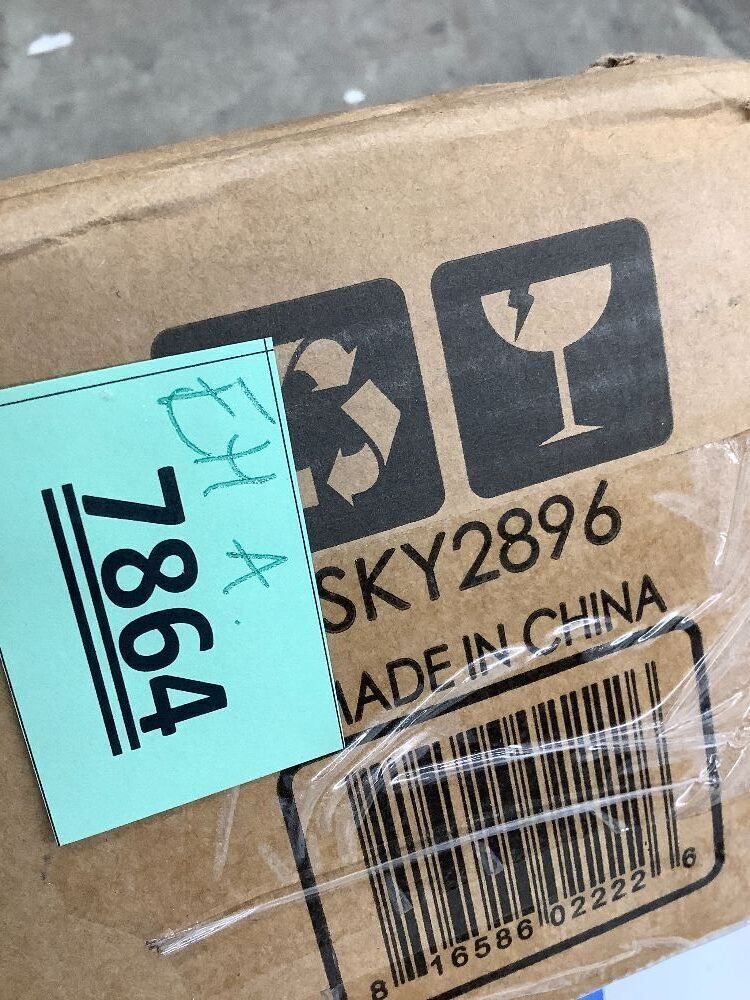 EH A
7864
SKY2896
MADE IN CHINA
8 16586 02222 6